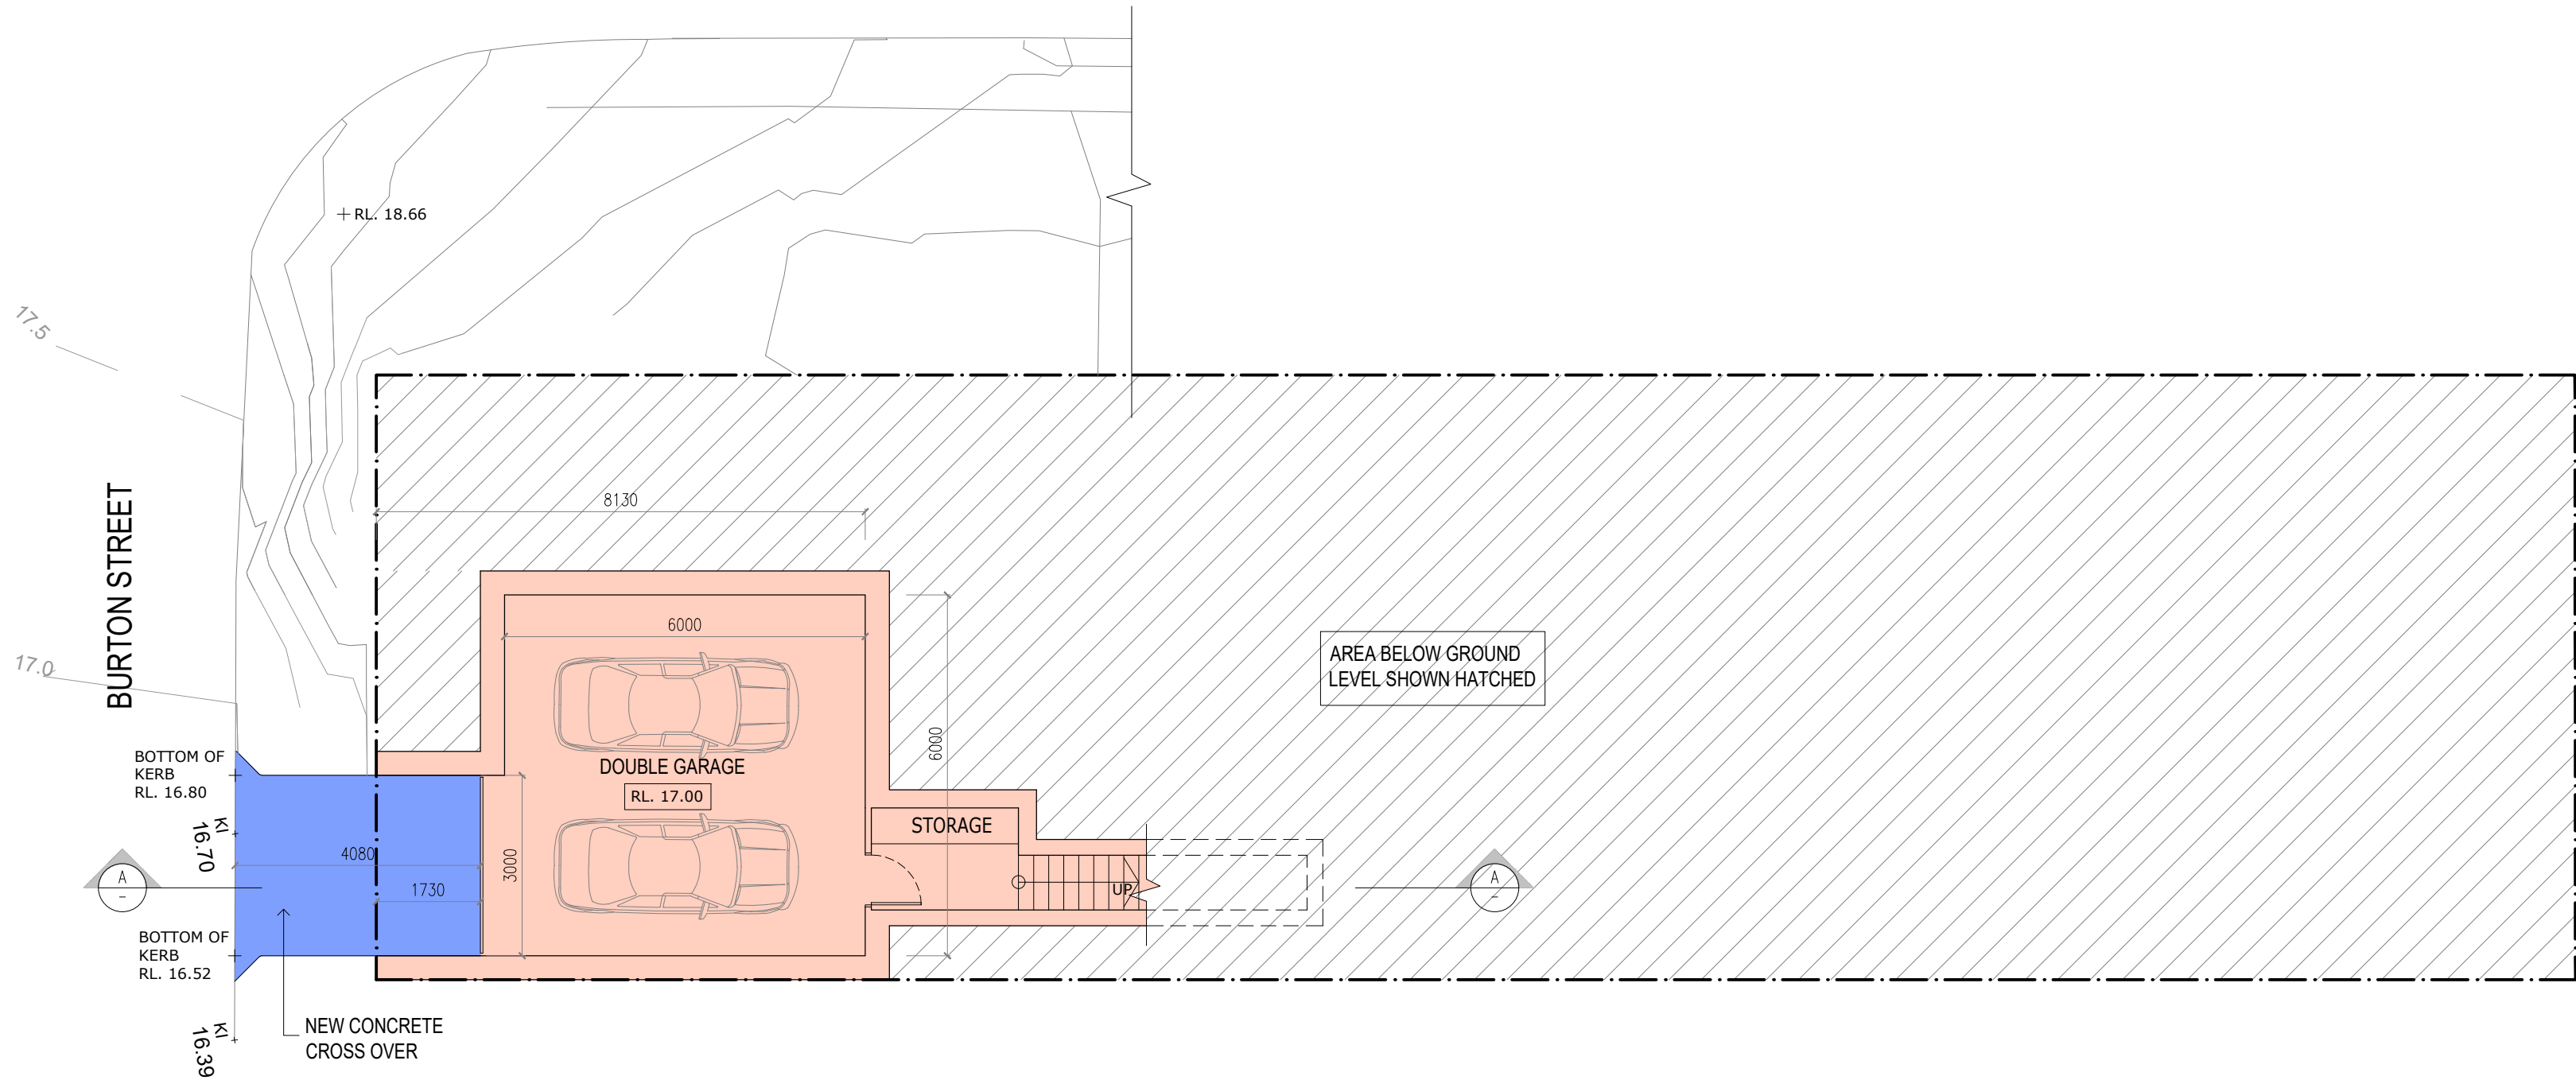 RL. 18.66
17.5
8130
BURTON STREET
6000
AREA BELOW GROUND
LEVEL SHOWN HATCHED
17.0
6000
BOTTOM OF
KERB
RL. 16.80
DOUBLE GARAGE
RL. 17.00
STORAGE
KI
16.70
4080
3000
1730
UP
A
-
A
-
BOTTOM OF
KERB
RL. 16.52
NEW CONCRETE
CROSS OVER
KI
16.39